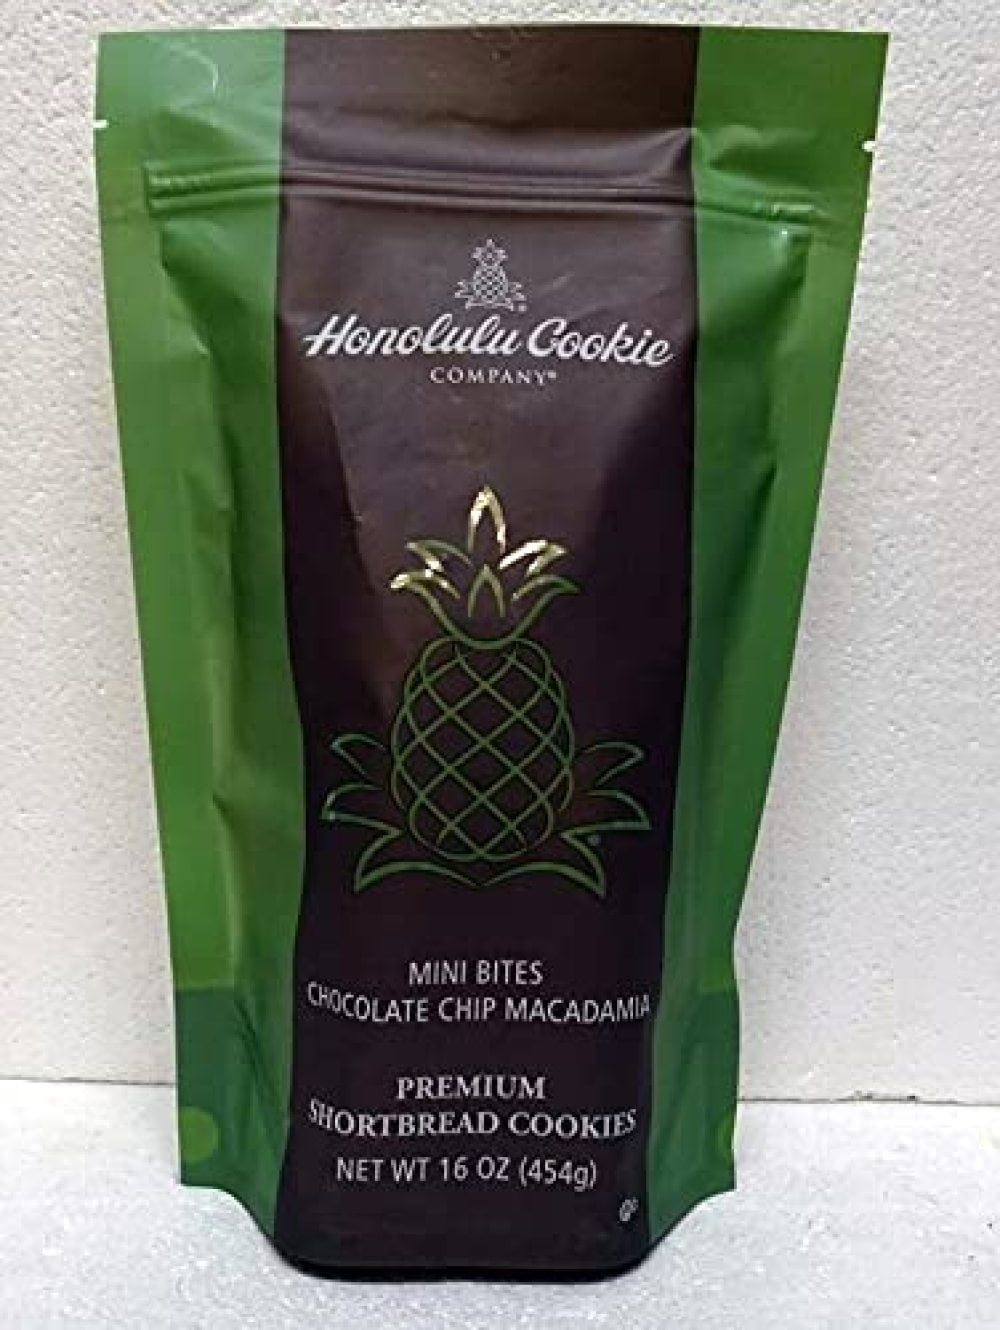 Honolulu Cookie
COMPANY®
MINI BITES
CHOCOLATE CHIP MACADAMIA
PREMIUM
SHORTBREAD COOKIES
NET WT 16 OZ (454g)